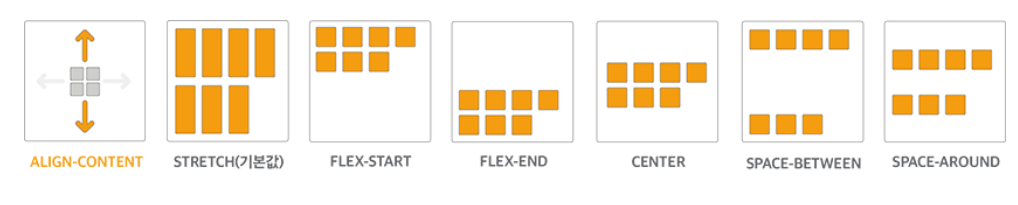 ALIGN-CONTENT
STRETCH(기본값)
FLEX-START
FLEX-END
CENTER
SPACE-BETWEEN
SPACE-AROUND